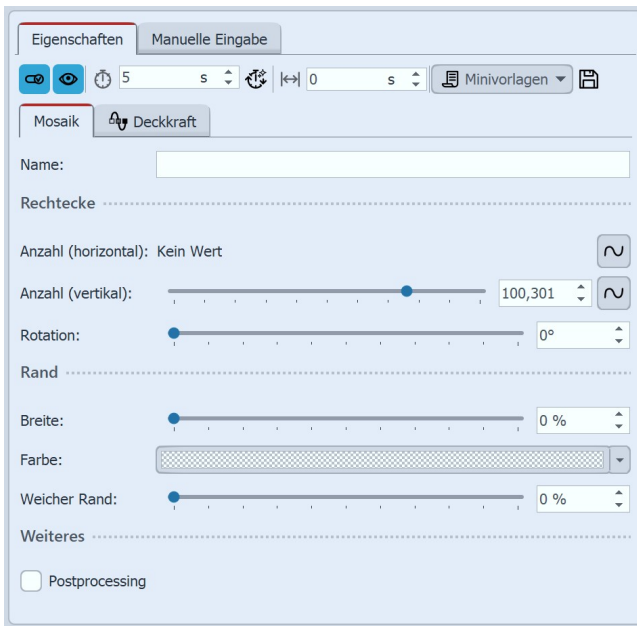 Eigenschaften Manuelle Eingabe
5 s 0 s Minivorlagen
Mosaik Deckkraft
Name:
Rechtecke
Anzahl (horizontal): Kein Wert
Anzahl (vertikal): 100,301
Rotation: 0°
Rand
Breite: 0 %
Farbe:
Weicher Rand: 0 %
Weiteres
Postprocessing